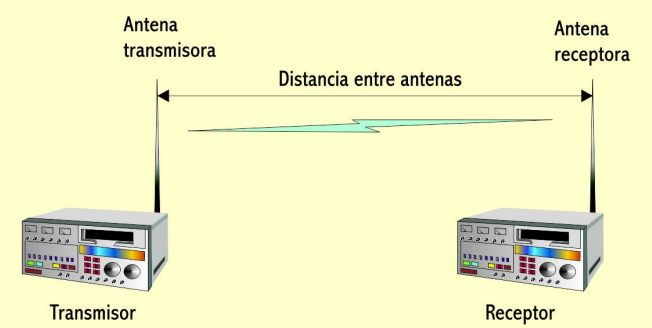 Antena
transmisora
Antena
receptora
Distancia entre antenas
Transmisor
Receptor